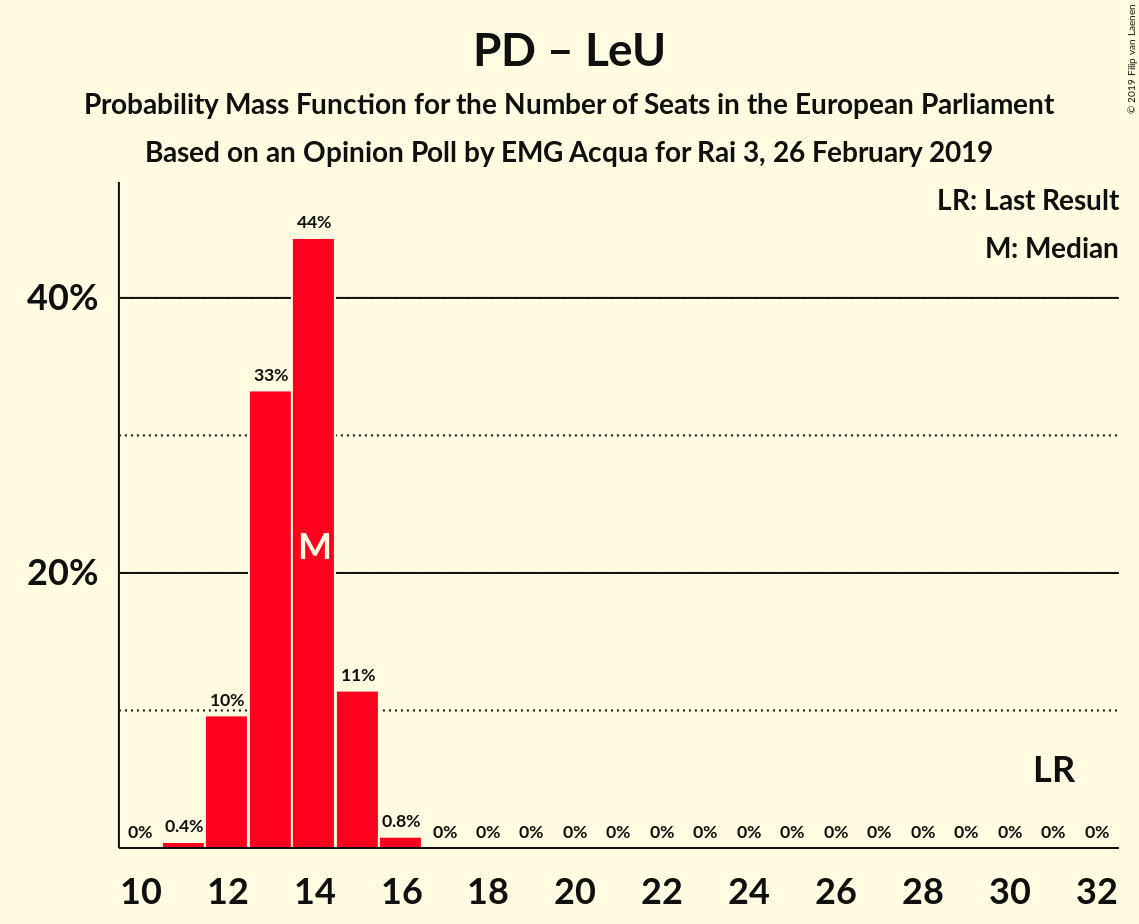 PD – LeU
Probability Mass Function for the Number of Seats in the European Parliament
Based on an Opinion Poll by EMG Acqua for Rai 3, 26 February 2019
© 2019 Filip van Laenen
LR: Last Result
M: Median
40%
20%
0% 0.4% 10% 33% 44% 11% 0.8% 0% 0% 0% 0% 0% 0% 0% 0% 0% 0% 0% 0% 0% 0% 0% 0%
M
LR
10 12 14 16 18 20 22 24 26 28 30 32